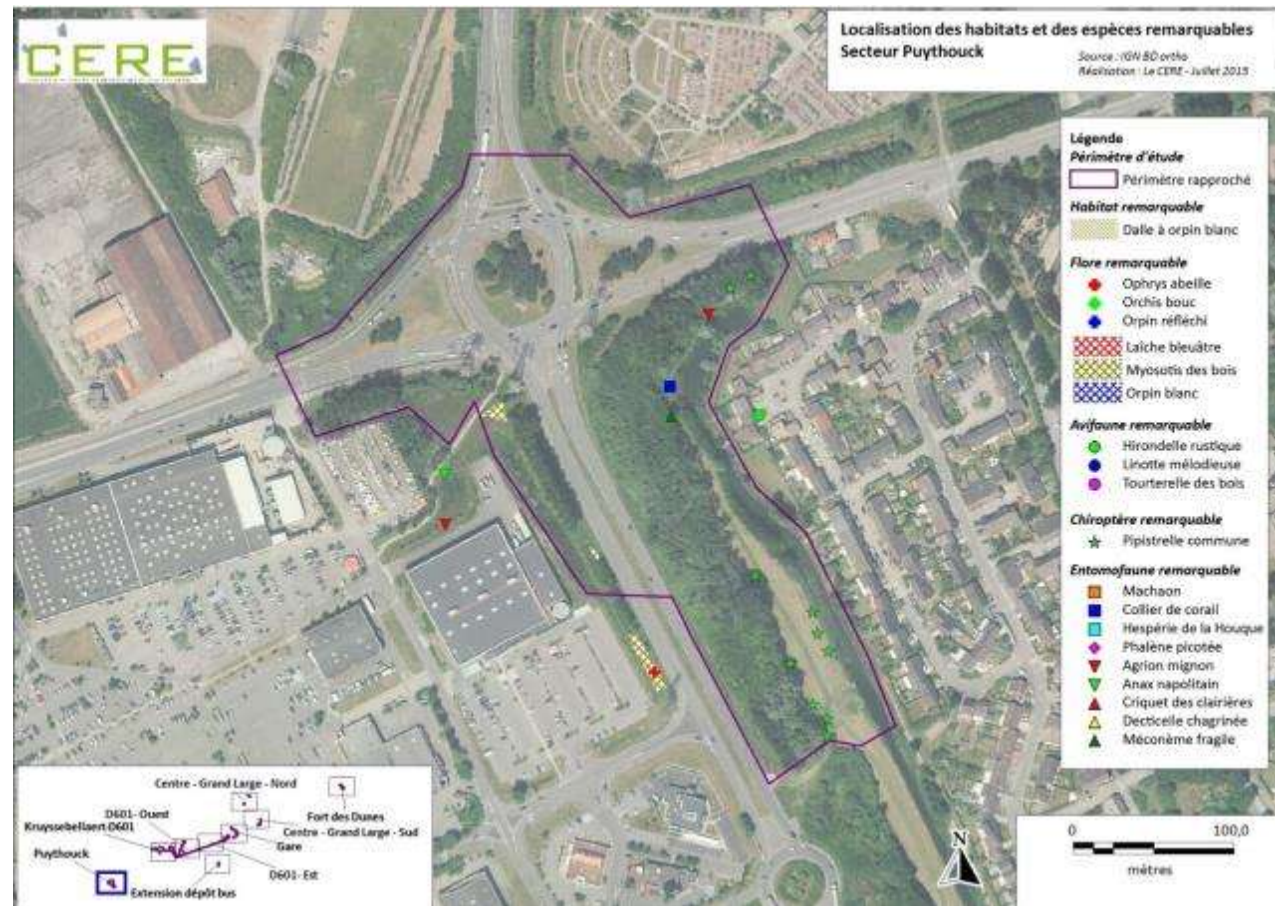 CERE
Localisation des habitats et des espèces remarquables
Secteur Puythouck
Source : IGN BD ortho
Réalisation : Le CERE - Juillet 2015
Légende
Périmètre d'étude
Périmètre rapproché
Habitat remarquable
Dalle à orpin blanc
Flore remarquable
Ophrys abeille
Orchis bouc
Orpin réfléchi
Laîche bleuâtre
Myosotis des bois
Orpin blanc
Avifaune remarquable
Hirondelle rustique
Linotte mélodieuse
Tourterelle des bois
Chiroptère remarquable
Pipistrelle commune
Entomofaune remarquable
Machaon
Collier de corail
Hespérie de la Houque
Phalène picotée
Agrion mignon
Anax napolitain
Criquet des clairières
Decticelle chagrinée
Méconème fragile
Centre - Grand Large - Nord
D601- Ouest
Fort des Dunes
Kruyssebellaert D601
Centre - Grand Large - Sud
Gare
Puythouck
D601- Est
Extension dépôt bus
N
0 100,0
mètres